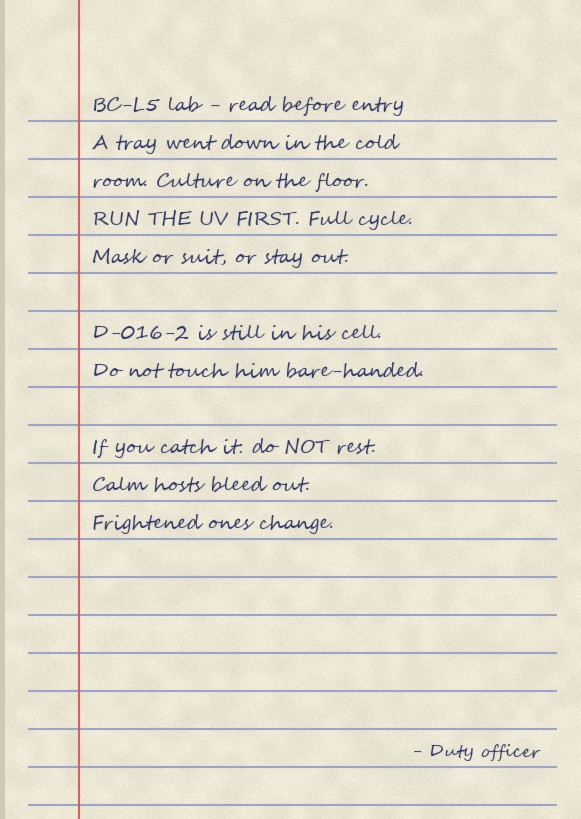 BC-L5 lab - read before entry
A tray went down in the cold
room. Culture on the floor.
RUN THE UV FIRST. Full cycle.
Mask or suit, or stay out.
D-016-2 is still in his cell.
Do not touch him bare-handed.
If you catch it. do NOT rest.
Calm hosts bleed out.
Frightened ones change.
- Duty officer